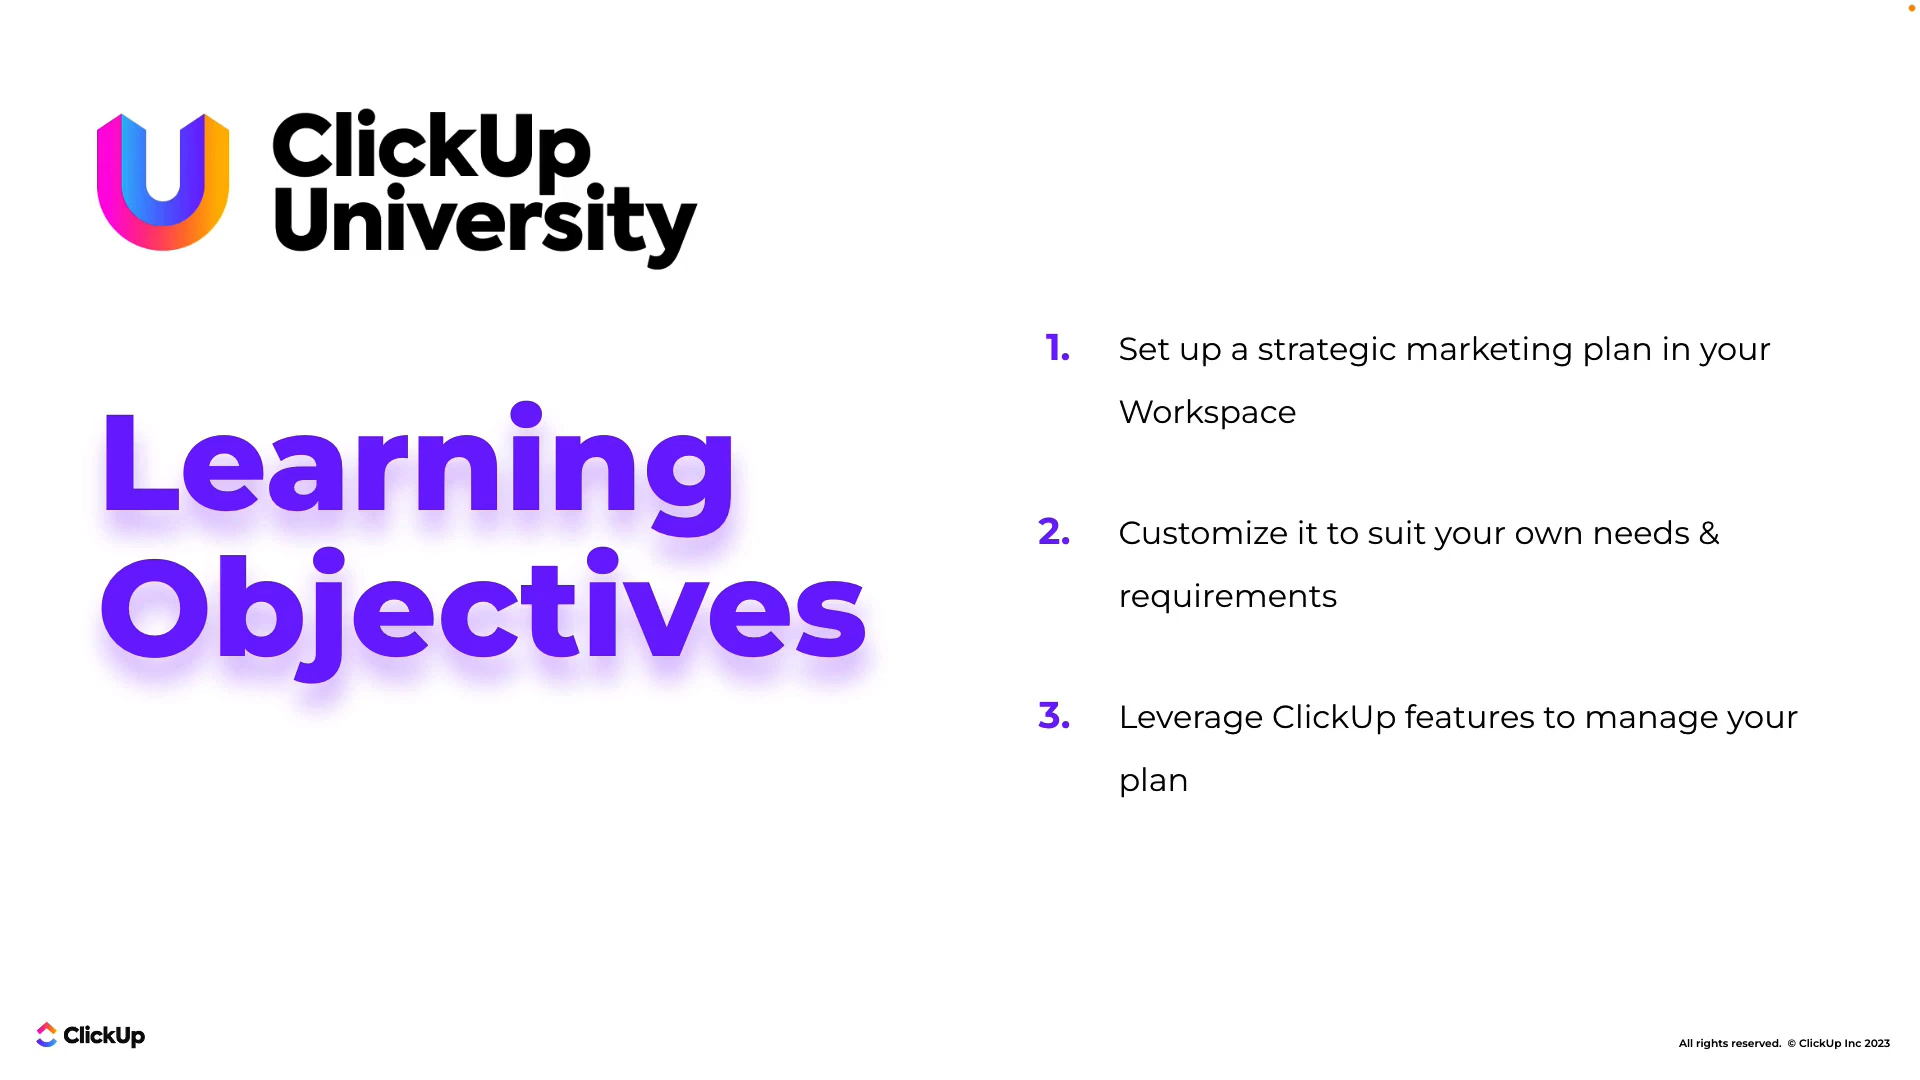 ClickUp
University
Learning
Objectives
1. Set up a strategic marketing plan in your
Workspace
2. Customize it to suit your own needs &
requirements
3. Leverage ClickUp features to manage your
plan
ClickUp
All rights reserved. © ClickUp Inc 2023